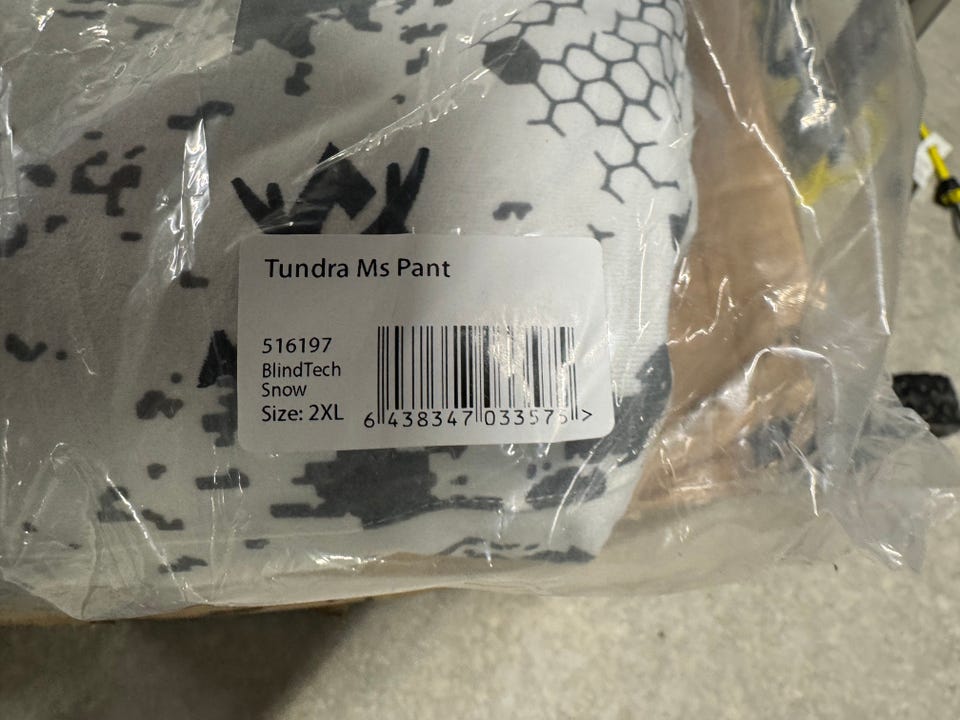 Tundra Ms Pant
516197
BlindTech
Snow
Size: 2XL
6 438347 033575 >